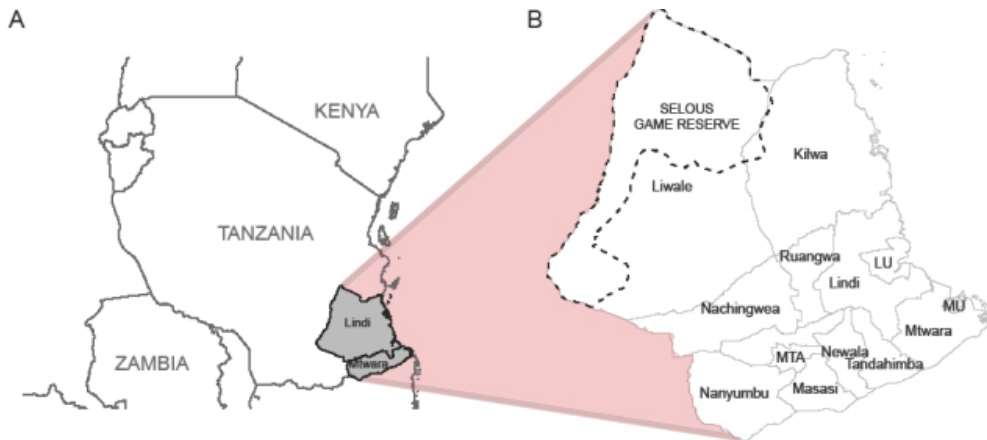 A
B
KENYA
TANZANIA
ZAMBIA
Lindi
Mtwara
SELOUS
GAME RESERVE
Kilwa
Liwale
Ruangwa
LU
Lindi
Nachingwea
MU
Mtwara
MTA
Newala
Tandahimba
Nanyumbu
Masasi